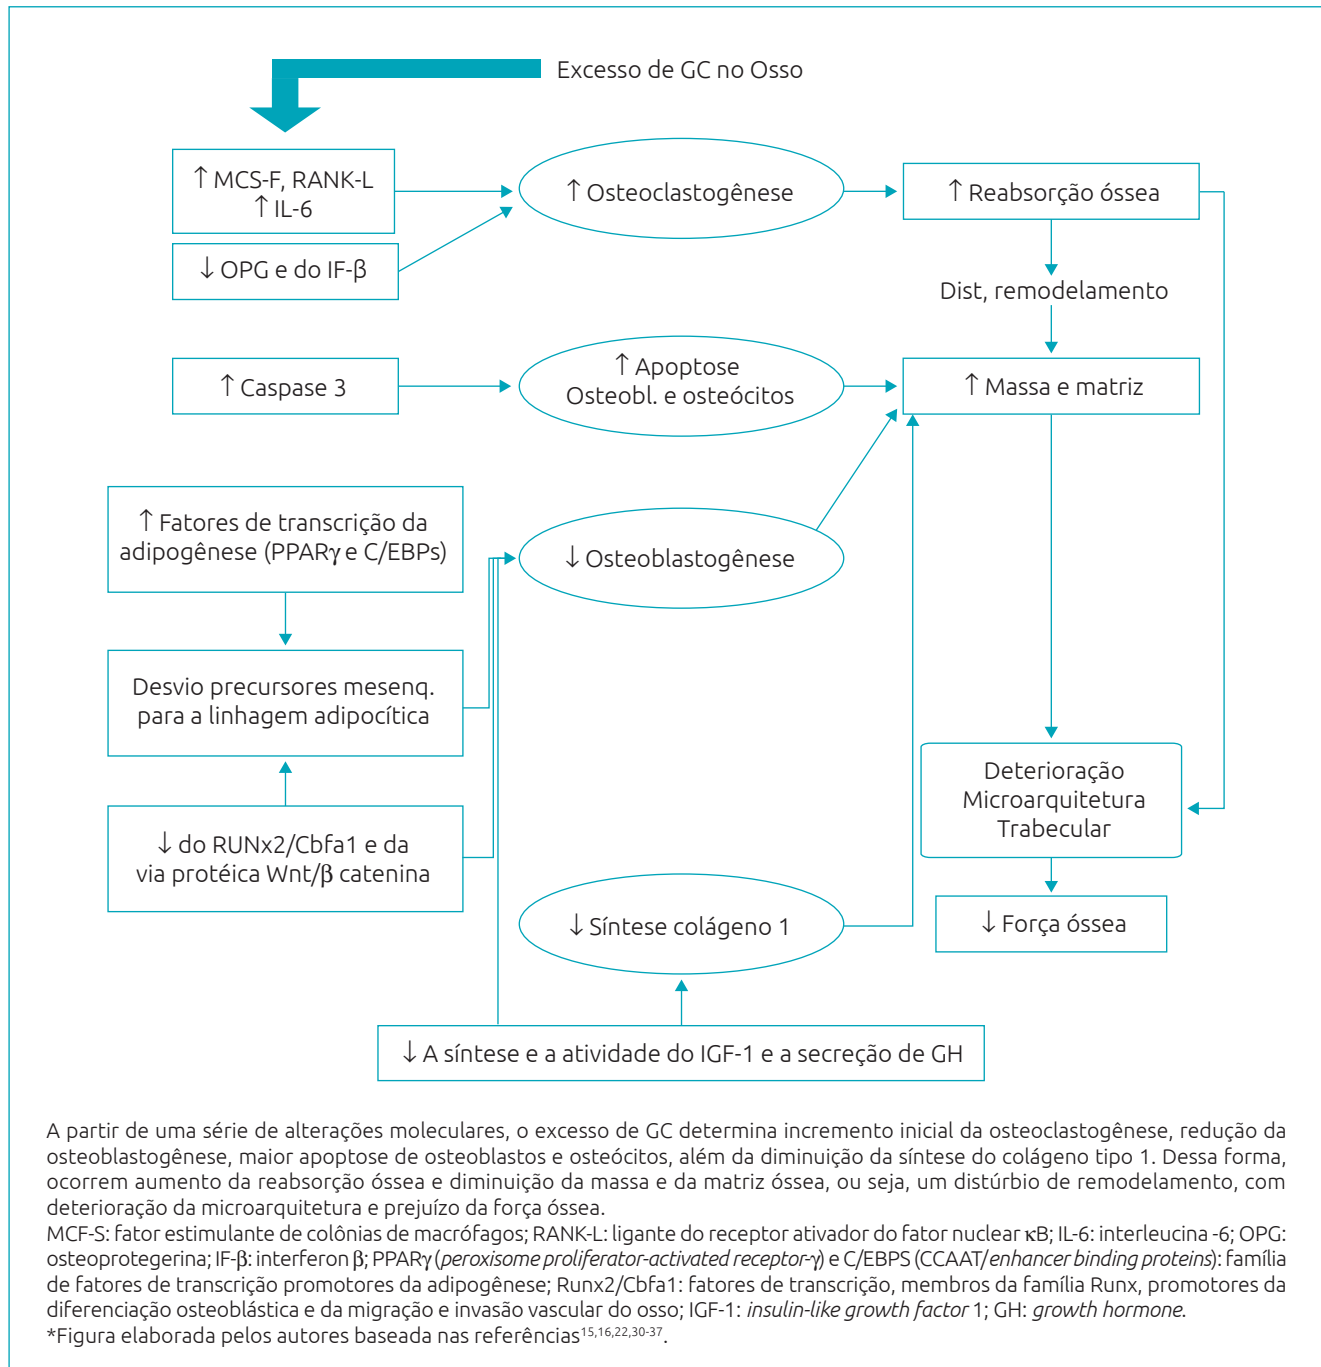 Excesso de GC no Osso
↑ MCS-F, RANK-L
↑ IL-6
↑ Osteoclastogênese
↑ Reabsorção óssea
↓ OPG e do IF-β
Dist, remodelamento
↑ Caspase 3
↑ Apoptose
Osteobl. e osteócitos
↑ Massa e matriz
↑ Fatores de transcrição da
adipogênese (PPARγ e C/EBPs)
↓ Osteoblastogênese
Desvio precursores mesenq.
para a linhagem adipocítica
Deterioração
Microarquitetura
Trabecular
↓ do RUNx2/Cbfa1 e da
via protéica Wnt/β catenina
↓ Síntese colágeno 1
↓ Força óssea
↓ A síntese e a atividade do IGF-1 e a secreção de GH
A partir de uma série de alterações moleculares, o excesso de GC determina incremento inicial da osteoclastogênese, redução da
osteoblastogênese, maior apoptose de osteoblastos e osteócitos, além da diminuição da síntese do colágeno tipo 1. Dessa forma,
ocorrem aumento da reabsorção óssea e diminuição da massa e da matriz óssea, ou seja, um distúrbio de remodelamento, com
deterioração da microarquitetura e prejuízo da força óssea.
MCF-S: fator estimulante de colônias de macrófagos; RANK-L: ligante do receptor ativador do fator nuclear κB; IL-6: interleucina -6; OPG:
osteoprotegerina; IF-β: interferon β; PPARγ (peroxisome proliferator-activated receptor-γ) e C/EBPS (CCAAT/enhancer binding proteins): família
de fatores de transcrição promotores da adipogênese; Runx2/Cbfa1: fatores de transcrição, membros da família Runx, promotores da
diferenciação osteoblástica e da migração e invasão vascular do osso; IGF-1: insulin-like growth factor 1; GH: growth hormone.
*Figura elaborada pelos autores baseada nas referências15,16,22,30-37.